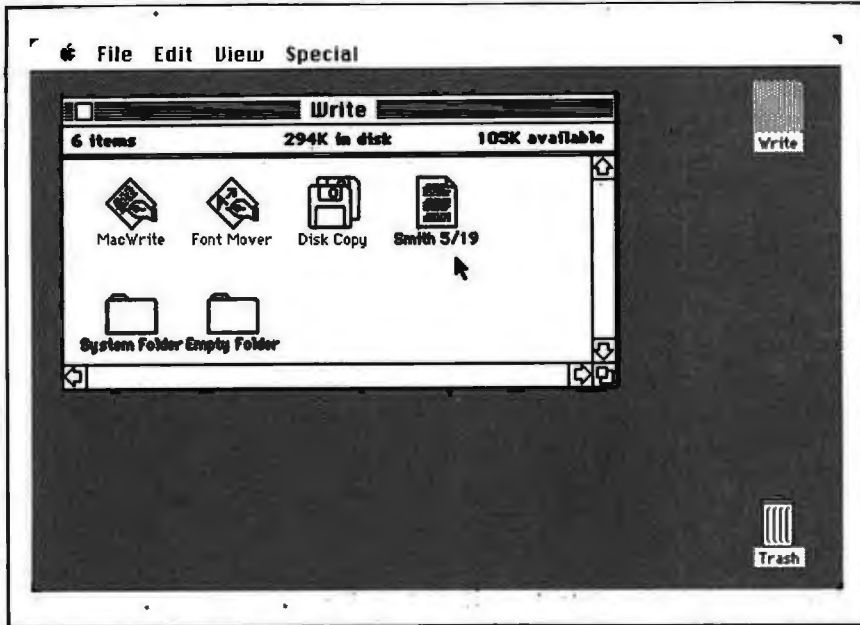 File Edit View Special
Write
6 items 294K in disk 105K available
Write
MacWrite Font Mover Disk Copy Smith 5/19
System Folder Empty Folder
Trash